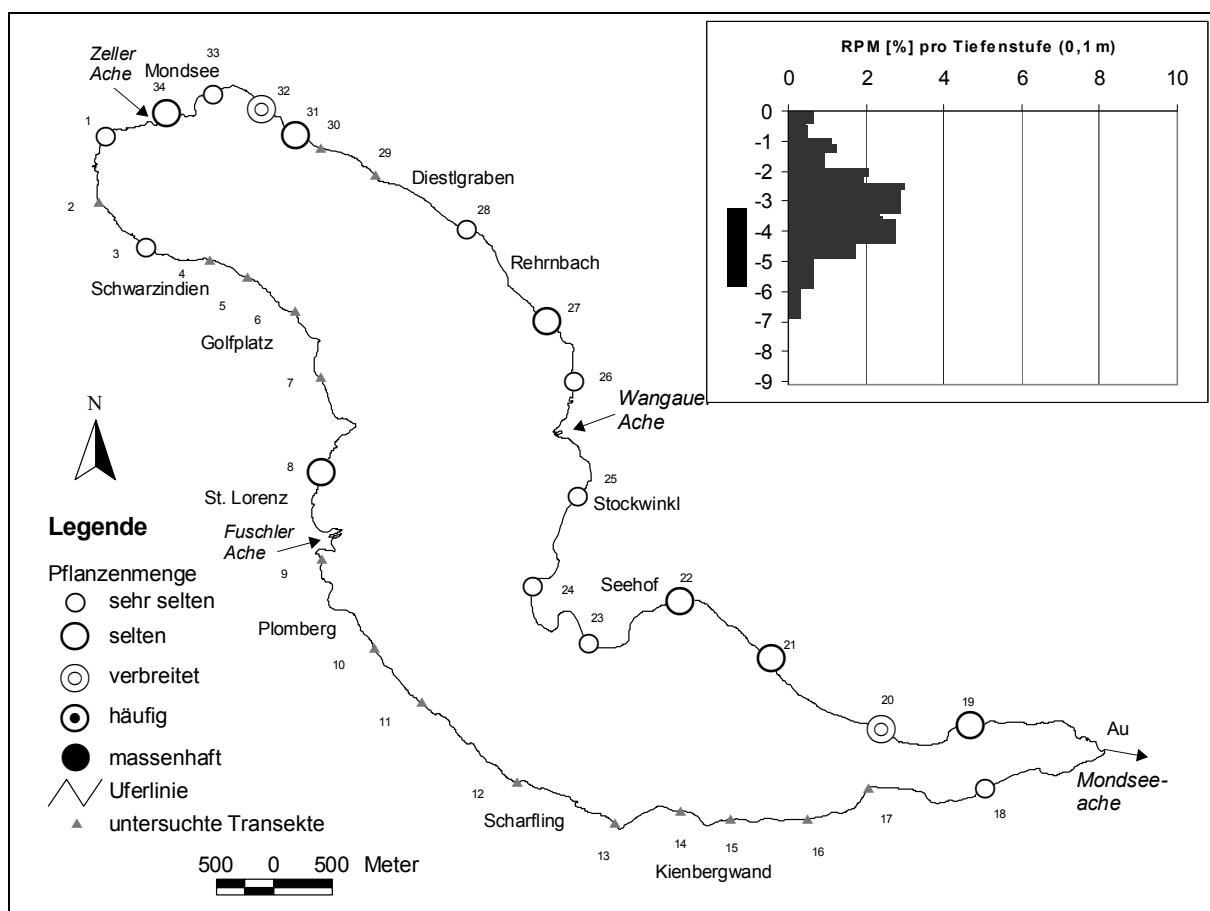 RPM [%] pro Tiefenstufe (0,1m)
0 2 4 6 8 10
0
-1
-2
-3
-4
-5
-6
-7
-8
-9
Zeller
Ache
33
Mondsee
34
32
31
30
1
29
Diestlgraben
2
28
3
4
Rehrnbach
Schwarzindien
5
6
27
Golfplatz
7
26
Wangauer
Ache
N
8
25
St. Lorenz
Stockwinkl
Legende
Fuschler
Ache
9
Pflanzenmenge
sehr selten
selten
verbreitet
häufig
massenhaft
Uferlinie
untersuchte Transekte
500 0 500 Meter
24
Seehof
22
23
Plomberg
10
21
11
20
19
Au
Mondsee-
ache
12
18
17
Scharfling
13
14
15
16
Kienbergwand